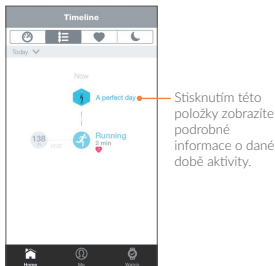 Timeline
Today
Now
A perfect day
Stisknutím této
položky zobrazíte
podrobné
informace o dané
době aktivity.
138
Running
2 min
Home
Me
Watch